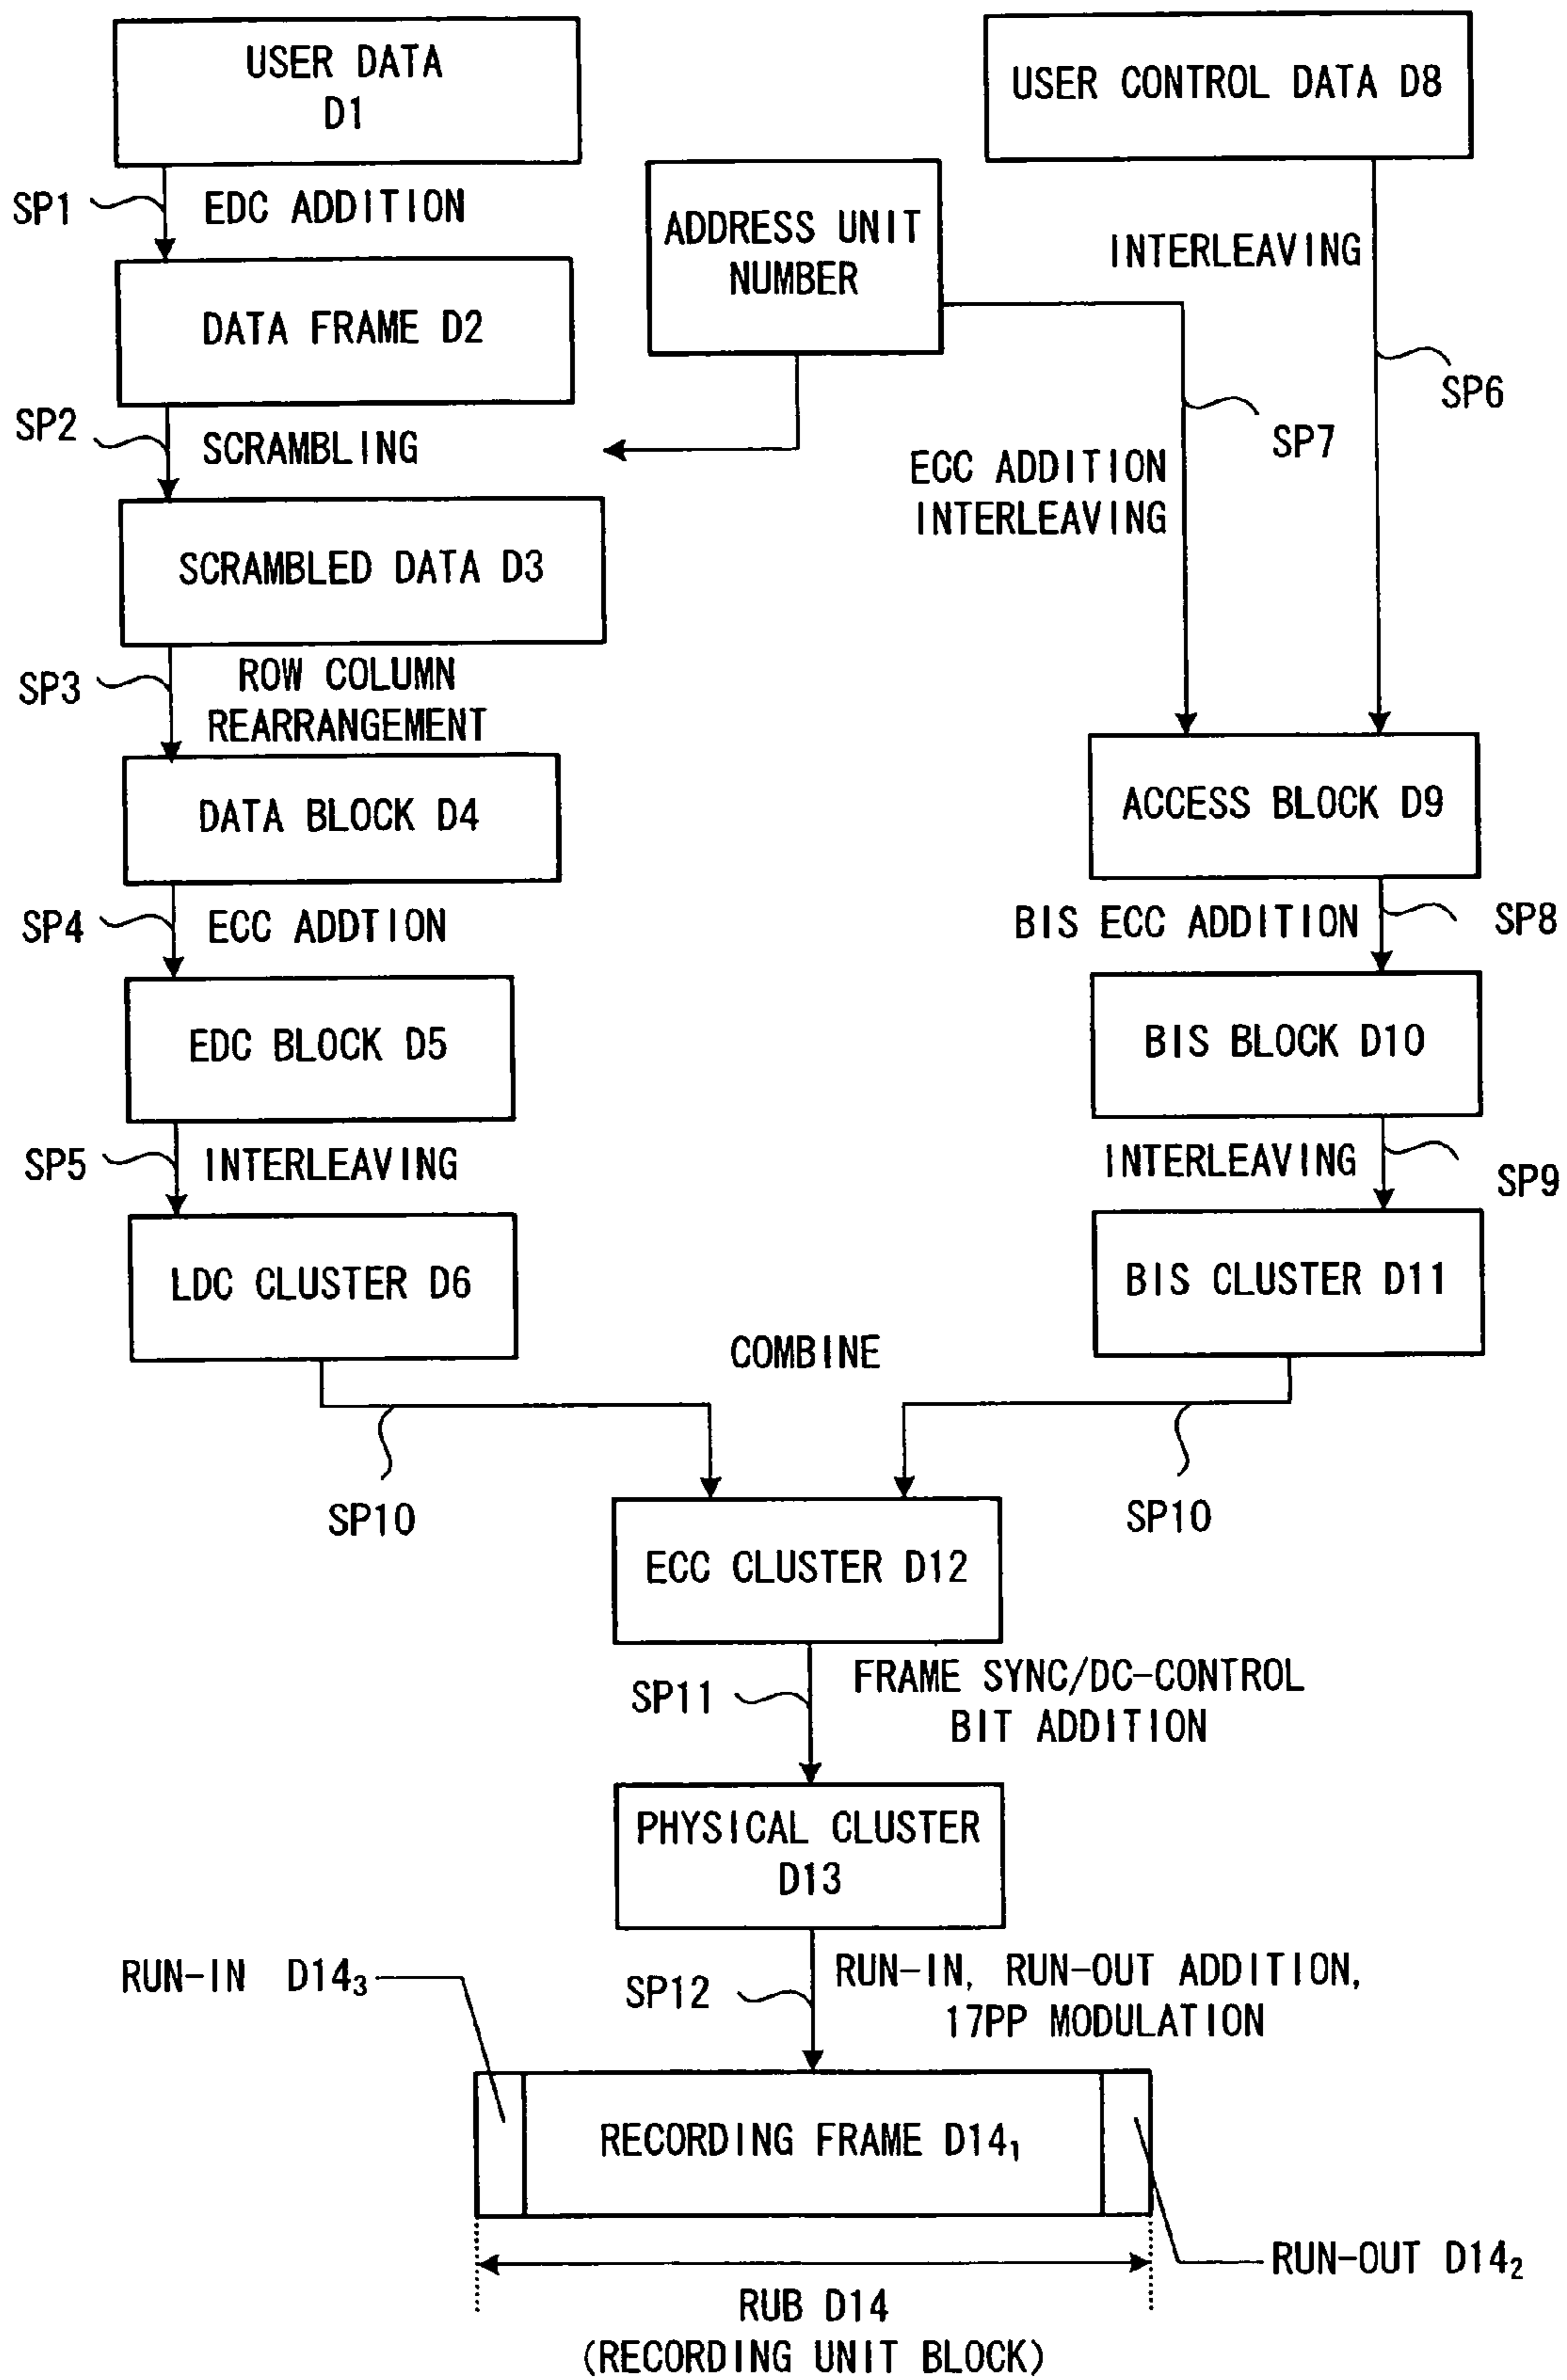 USER DATA
D1
USER CONTROL DATA D8
SP1
EDC ADDITION
ADDRESS UNIT
NUMBER
INTERLEAVING
DATA FRAME D2
SP6
SP2
SCRAMBLING
SP7
ECC ADDITION
INTERLEAVING
SCRAMBLED DATA D3
SP3
ROW COLUMN
REARRANGEMENT
DATA BLOCK D4
ACCESS BLOCK D9
SP4
ECC ADDTION
BIS ECC ADDITION
SP8
EDC BLOCK D5
BIS BLOCK D10
SP5
INTERLEAVING
INTERLEAVING
SP9
LDC CLUSTER D6
BIS CLUSTER D11
COMBINE
SP10
SP10
ECC CLUSTER D12
SP11
FRAME SYNC/DC-CONTROL
BIT ADDITION
PHYSICAL CLUSTER
D13
RUN-IN D14₃
SP12
RUN-IN, RUN-OUT ADDITION,
17PP MODULATION
RECORDING FRAME D14₁
RUN-OUT D14₂
RUB D14
(RECORDING UNIT BLOCK)